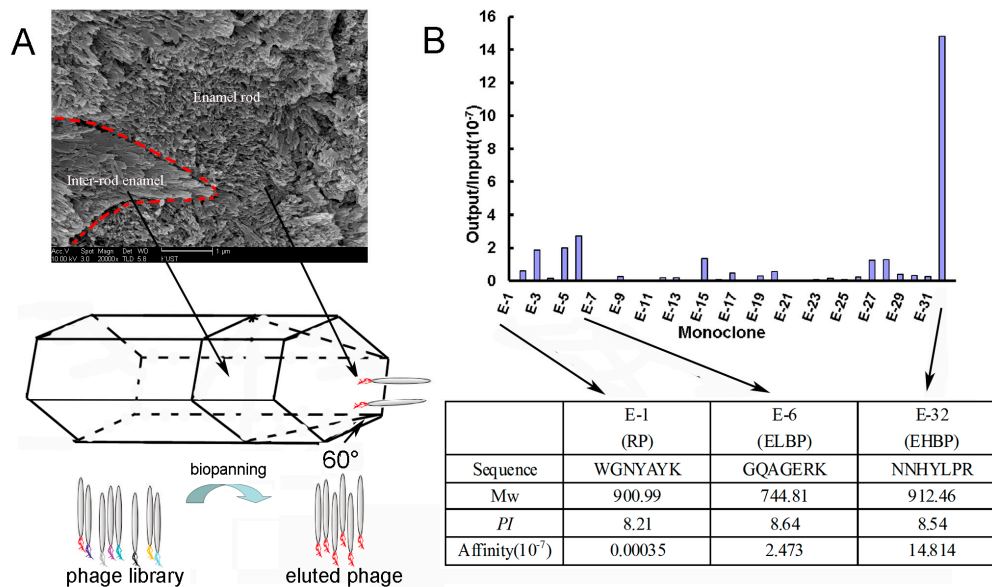 A
Enamel rod
Inter-rod enamel
Acc.V Spot Magn Det WD 1 µm
10.00 kV 3.0 20000x TLD 5.8
60°
biopanning
phage library
eluted phage
B
Output/Input(10⁻⁷)
16
14
12
10
8
6
4
2
0
E-1 E-3 E-5 E-7 E-9 E-11 E-13 E-15 E-17 E-19 E-21 E-23 E-25 E-27 E-29 E-31
Monoclone
E-1 E-6 E-32
(RP) (ELBP) (EHBP)
Sequence WGNYAYK GQAGERK NNHYLPR
Mw 900.99 744.81 912.46
PI 8.21 8.64 8.54
Affinity(10⁻⁷) 0.00035 2.473 14.814